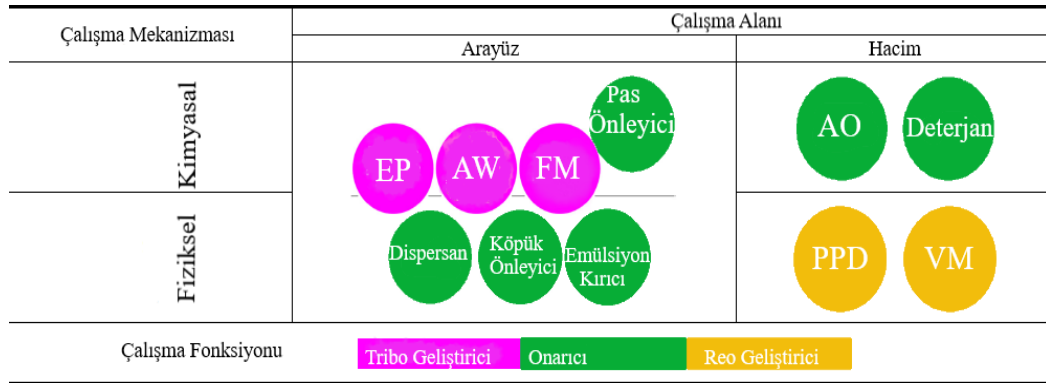 Çalışma Mekanizması
Çalışma Alanı
Arayüz
Hacim
Kimyasal
Pas
Önleyici
EP
AW
FM
AO
Deterjan
Fiziksel
Dispersan
Köpük
Önleyici
Emülsiyon
Kırıcı
PPD
VM
Çalışma Fonksiyonu
Tribo Geliştirici
Onarıcı
Reo Geliştirici